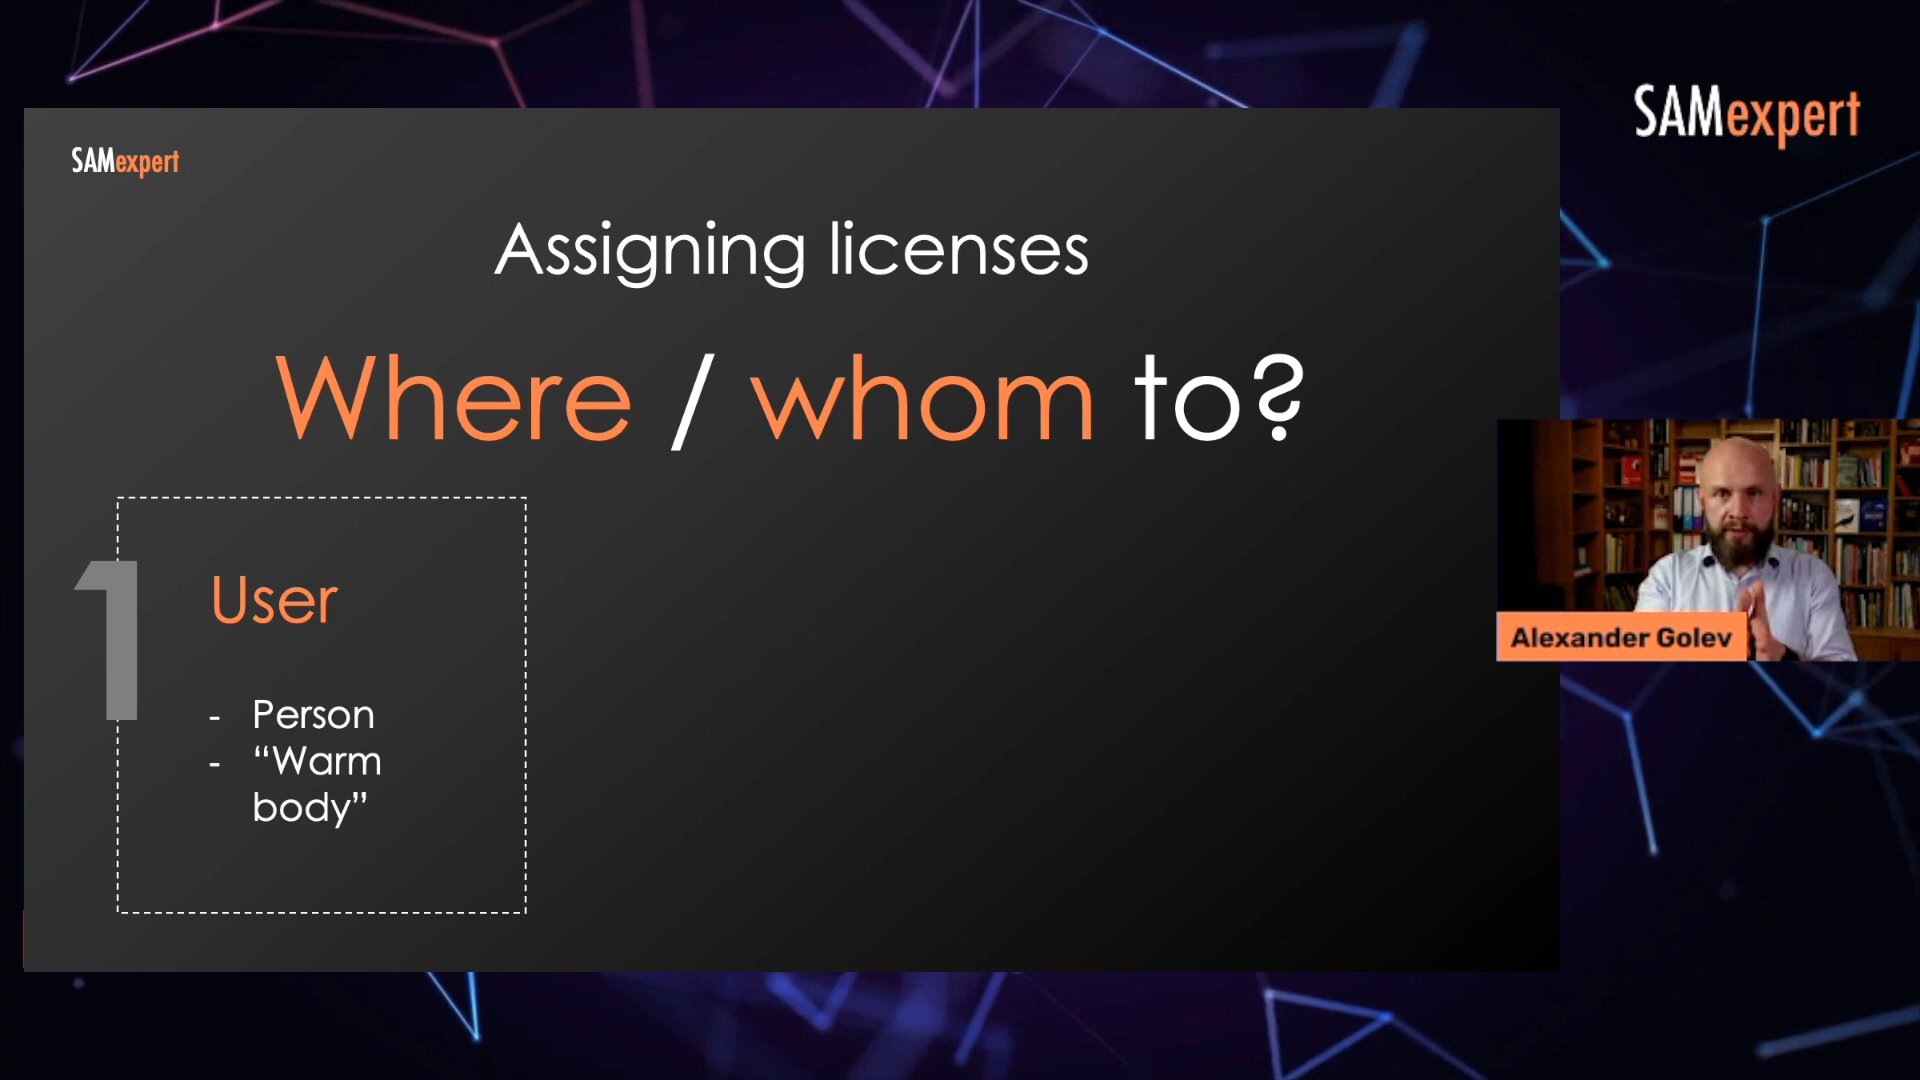 SAMexpert
SAMexpert
Assigning licenses
Where / whom to?
1
User
- Person
- “Warm
body”
Alexander Golev